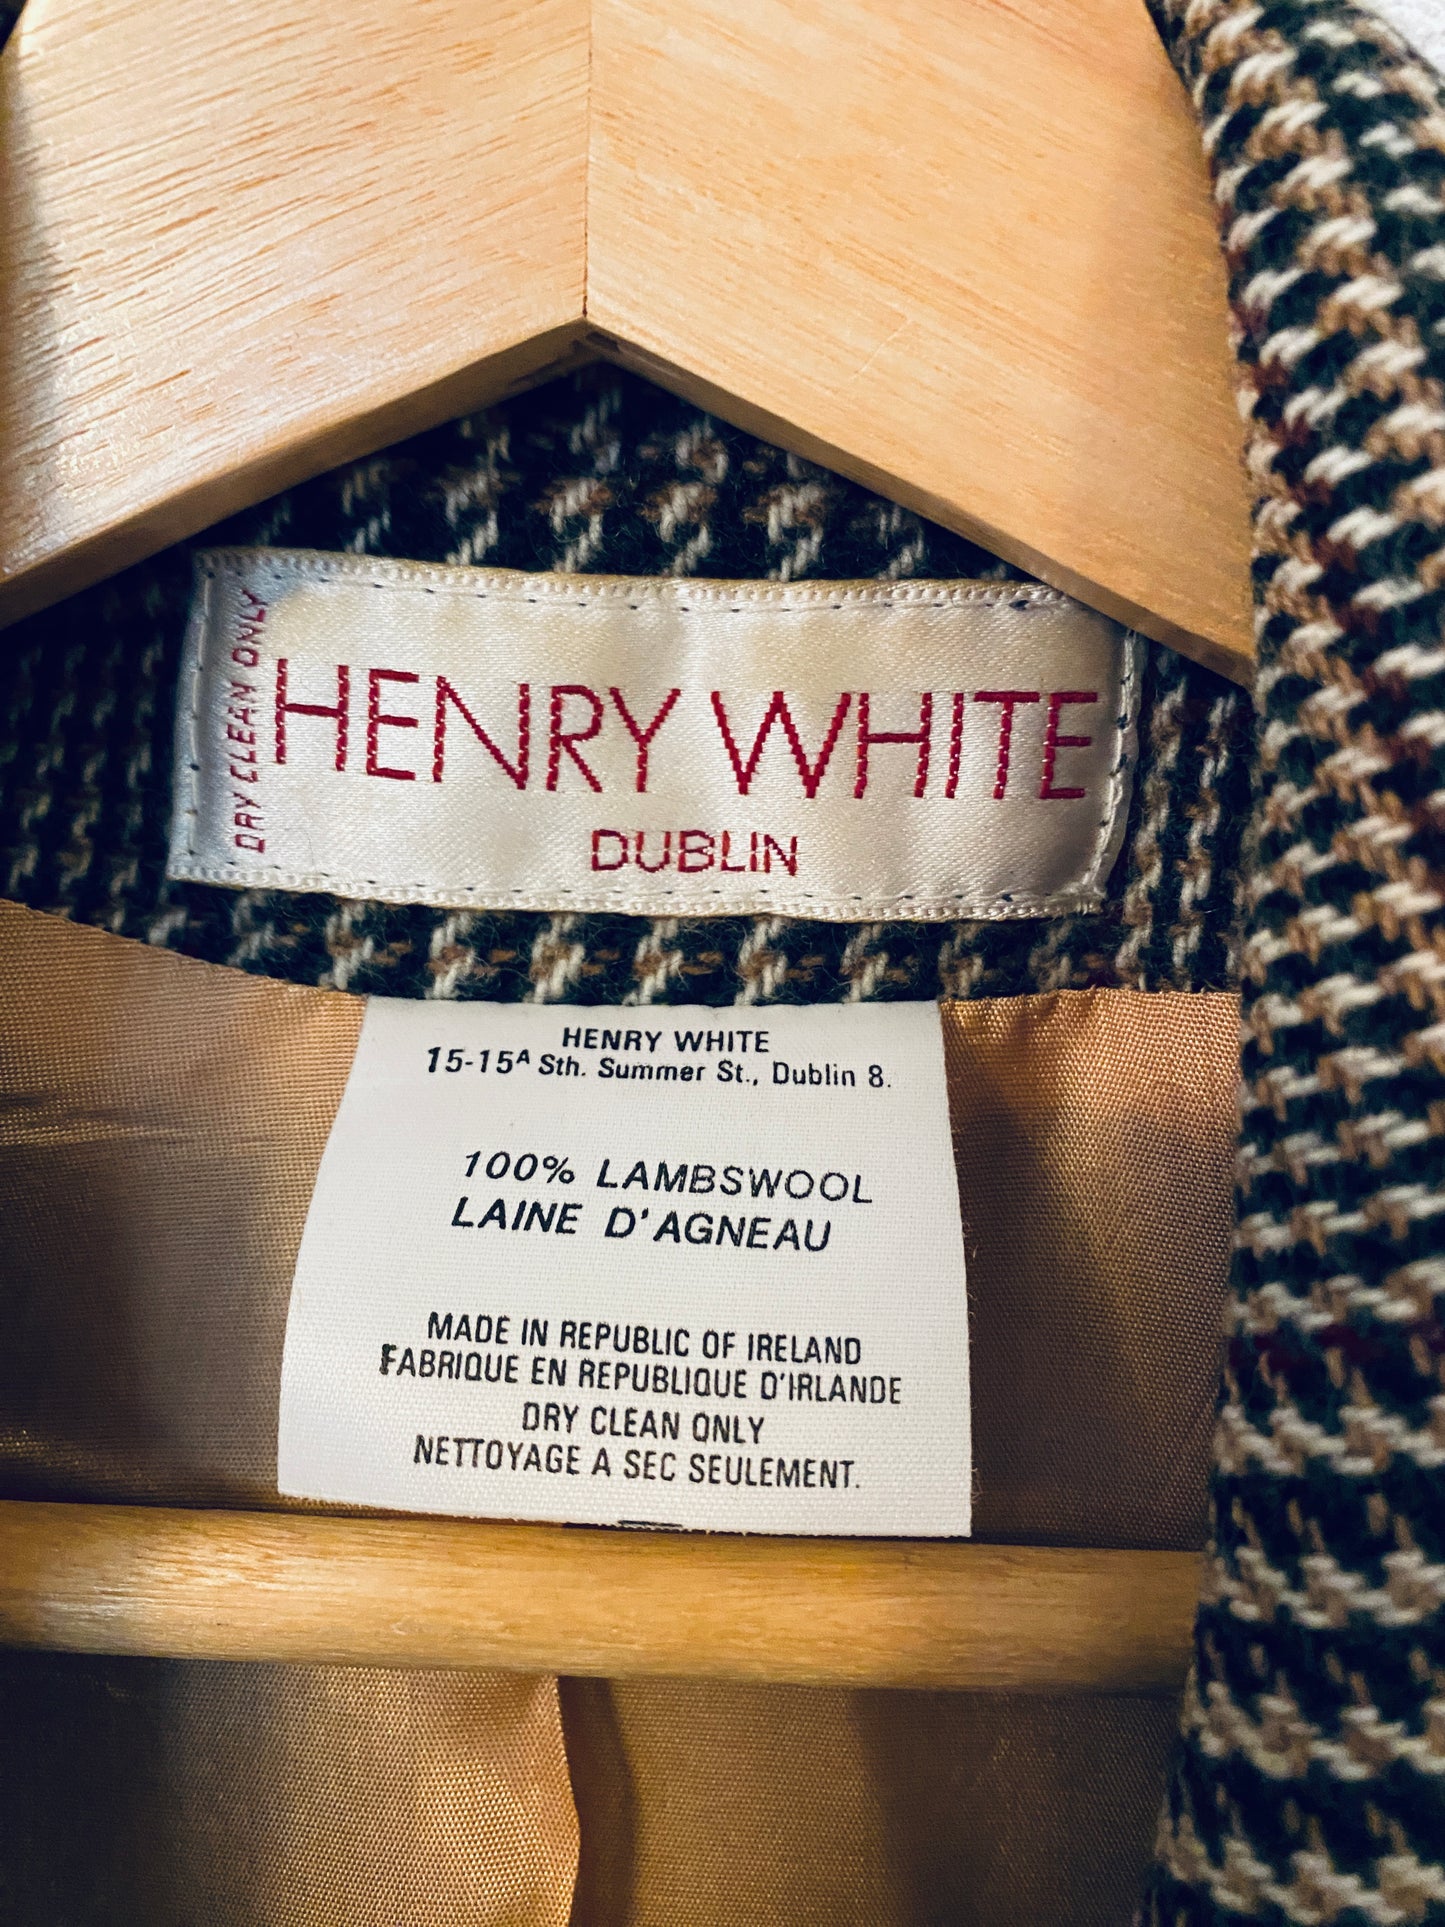 DRY CLEAN ONLY
HENRY WHITE
DUBLIN
HENRY WHITE
15-15A Sth. Summer St., Dublin 8.
100% LAMBSWOOL
LAINE D'AGNEAU
MADE IN REPUBLIC OF IRELAND
FABRIQUE EN REPUBLIQUE D'IRLANDE
DRY CLEAN ONLY
NETTOYAGE A SEC SEULEMENT.